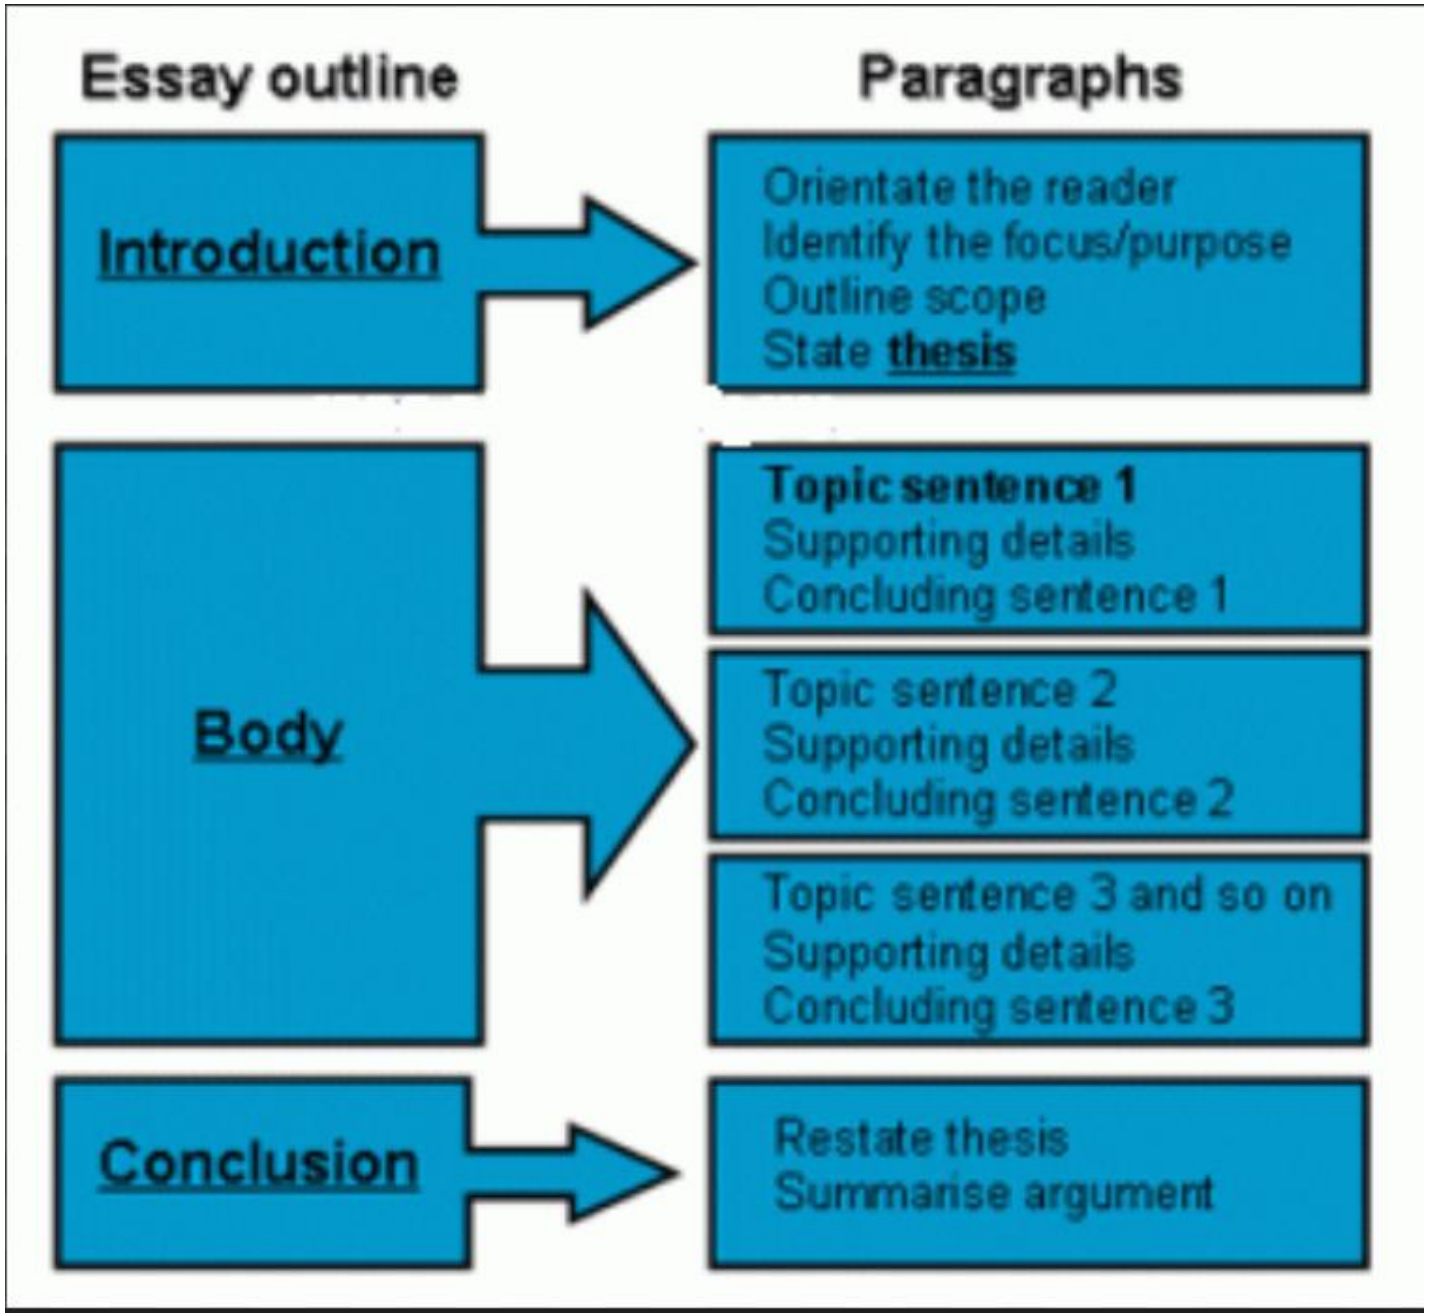 Essay outline
Paragraphs
Introduction
Orientate the reader
Identify the focus/purpose
Outline scope
State thesis
Body
Topic sentence 1
Supporting details
Concluding sentence 1
Topic sentence 2
Supporting details
Concluding sentence 2
Topic sentence 3 and so on
Supporting details
Concluding sentence 3
Conclusion
Restate thesis
Summarise argument